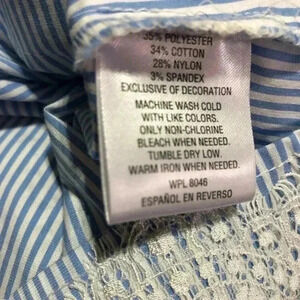 35% POLYESTER
34% COTTON
28% NYLON
3% SPANDEX
EXCLUSIVE OF DECORATION
MACHINE WASH COLD
WITH LIKE COLORS.
ONLY NON-CHLORINE
BLEACH WHEN NEEDED.
TUMBLE DRY LOW.
WARM IRON WHEN NEEDED.
WPL 8046
ESPAÑOL EN REVERSO